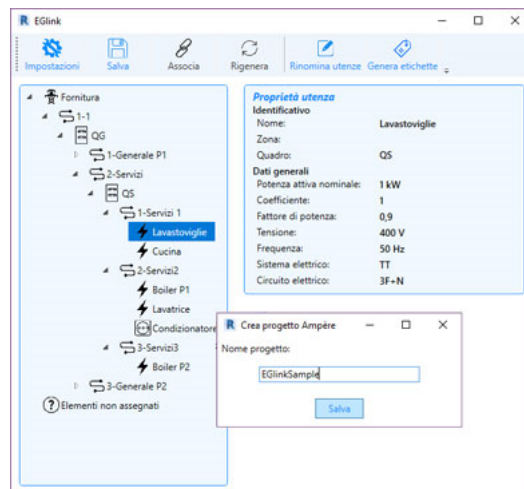 EGlink
Impostazioni Salva Associa Rigenera Rinomina utenze Genera etichette
Fornitura
1-1
QG
1-Generale P1
2-Servizi
QS
1-Servizi 1
Lavastoviglie
Cucina
2-Servizi2
Boiler P1
Lavatrice
Condizionatore
3-Servizi3
Boiler P2
3-Generale P2
Elementi non assegnati
Proprietà utenza
Identificativo
Nome: Lavastoviglie
Zona:
Quadro: QS
Dati generali
Potenza attiva nominale: 1 kW
Coefficiente: 1
Fattore di potenza: 0,9
Tensione: 400 V
Frequenza: 50 Hz
Sistema elettrico: TT
Circuito elettrico: 3F+N
Crea progetto Ampère
Nome progetto:
EGlinkSample
Salva